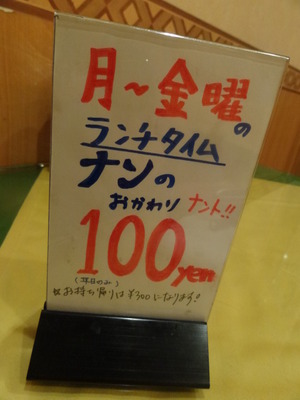 月～金曜の
ランチタイム
ナンの
おかわり ナント!!
100yen
(平日のみ)
※お持ち帰りは¥300になります!